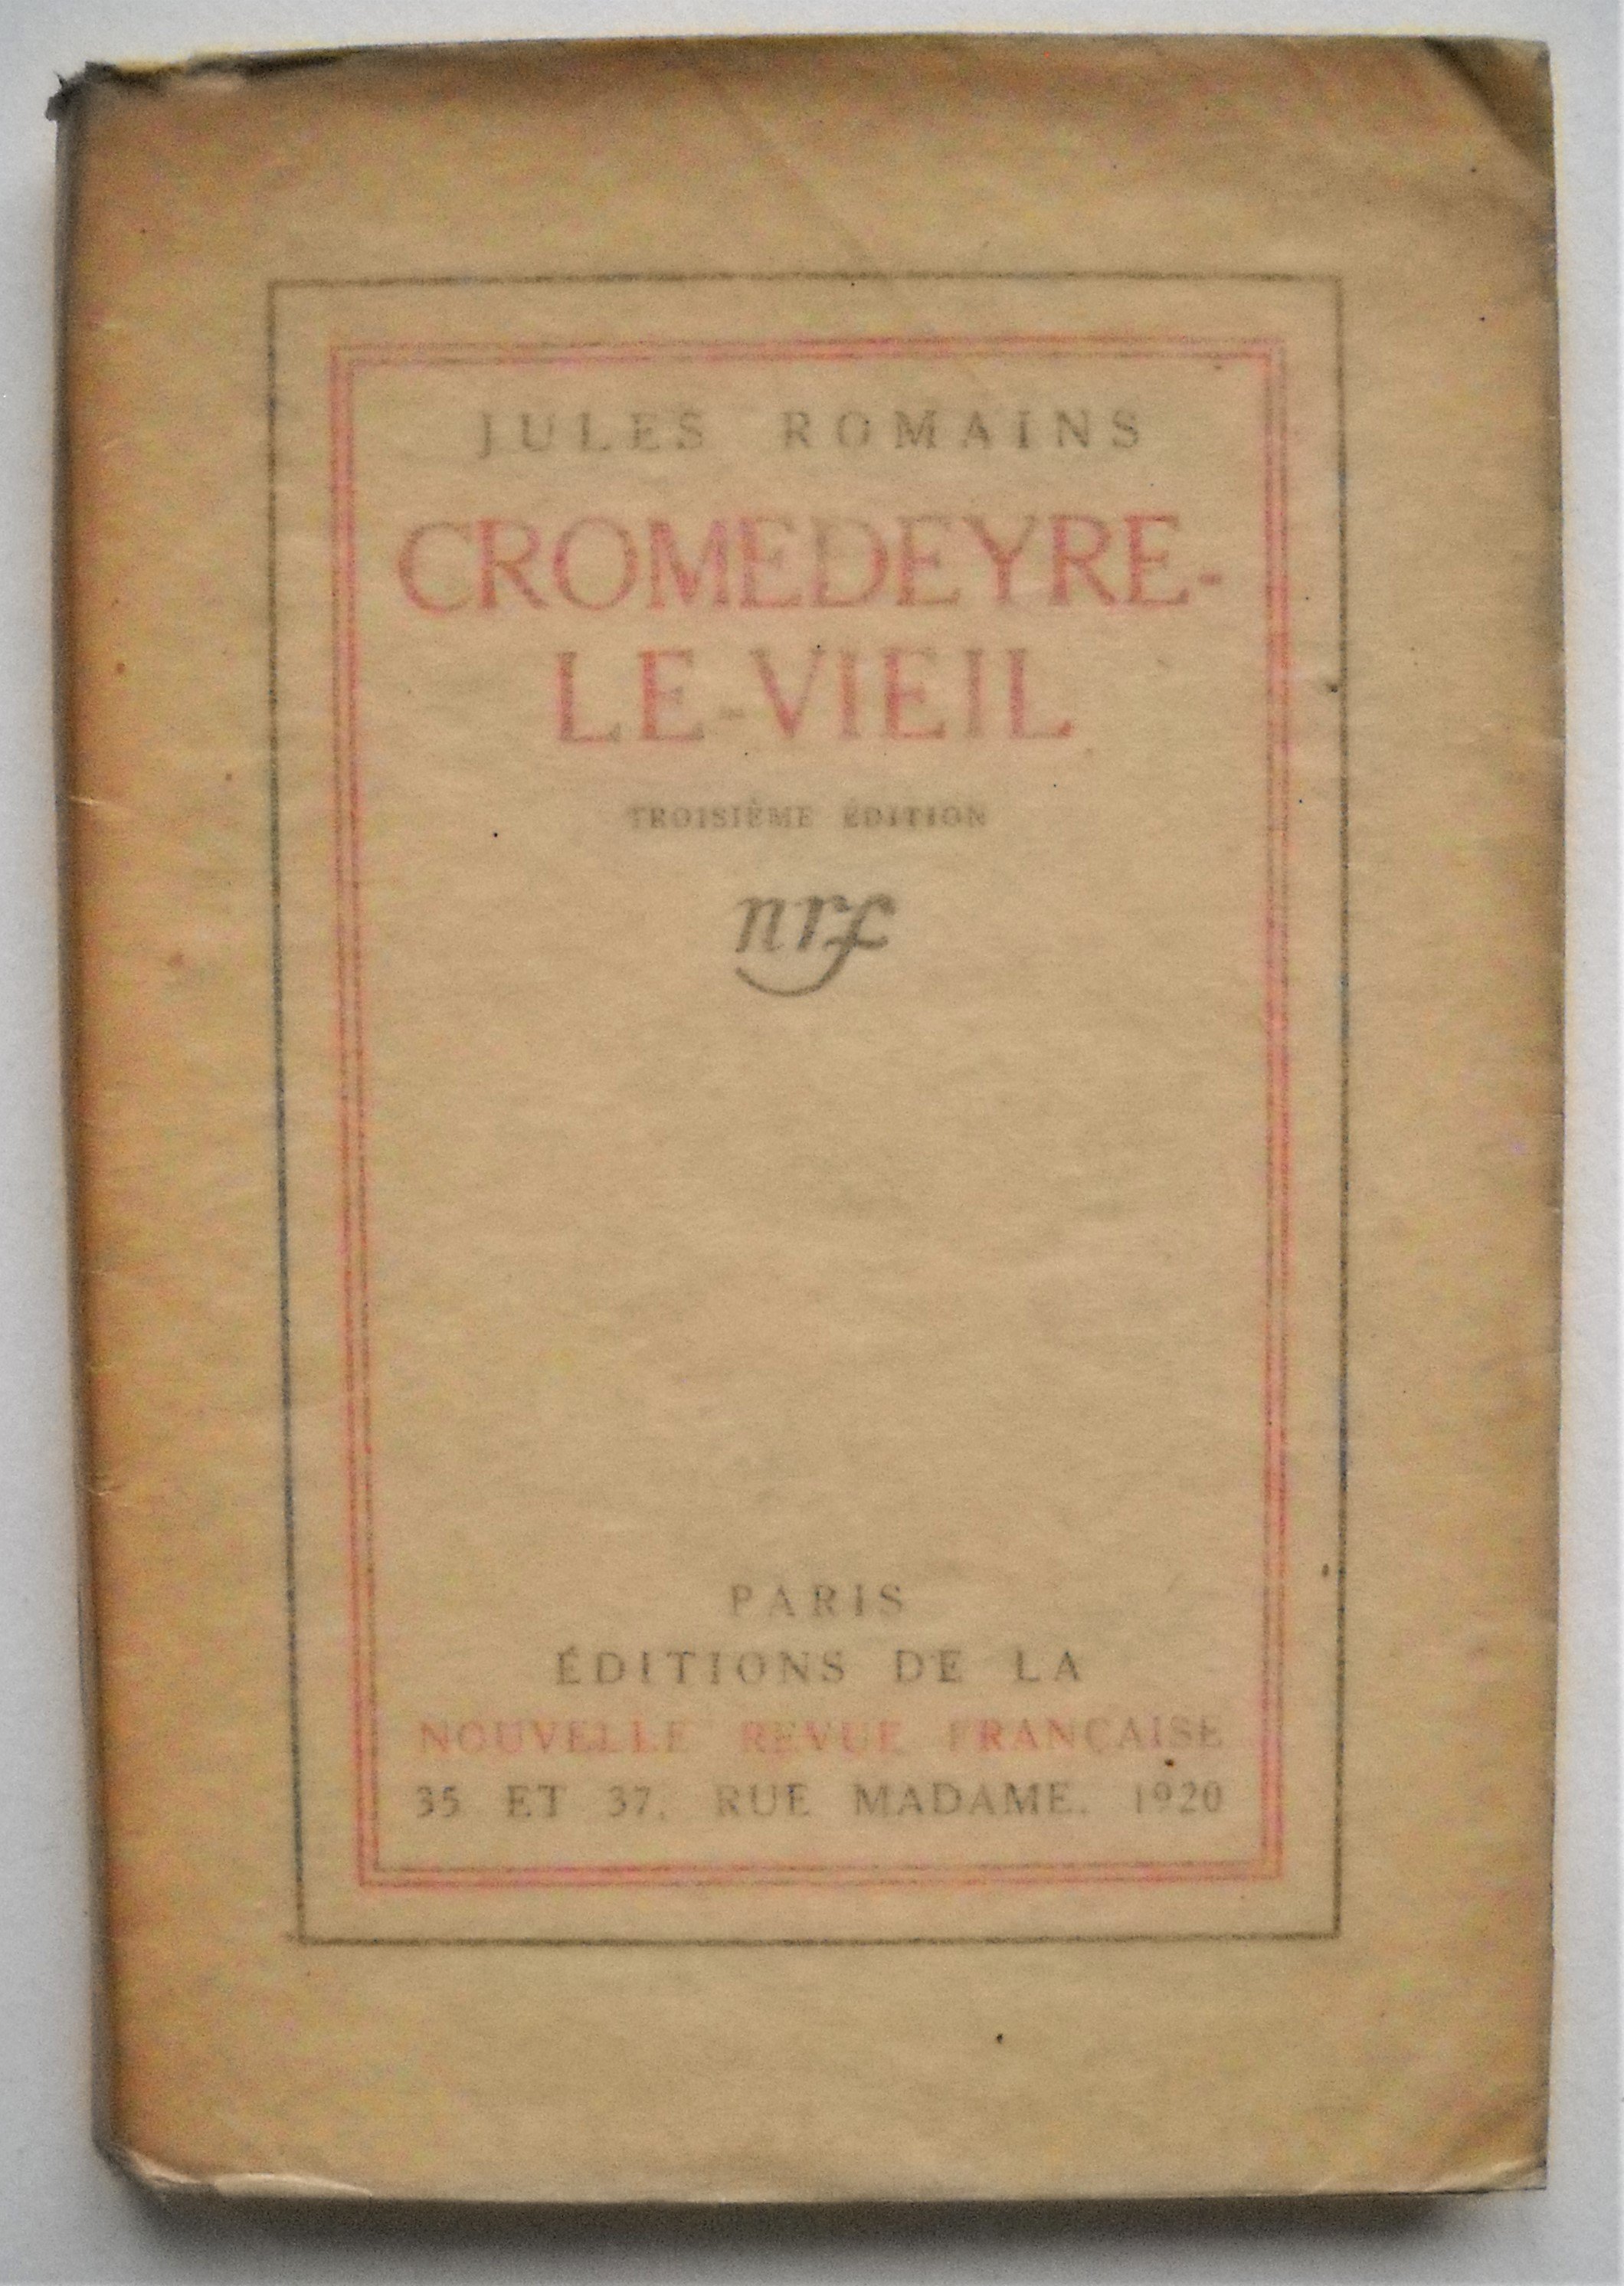 JULES ROMAINS
CROMEDEYRE-
LE-VIEIL
TROISIÈME ÉDITION
nrf
PARIS
ÉDITIONS DE LA
NOUVELLE REVUE FRANÇAISE
35 ET 37, RUE MADAME. 1920